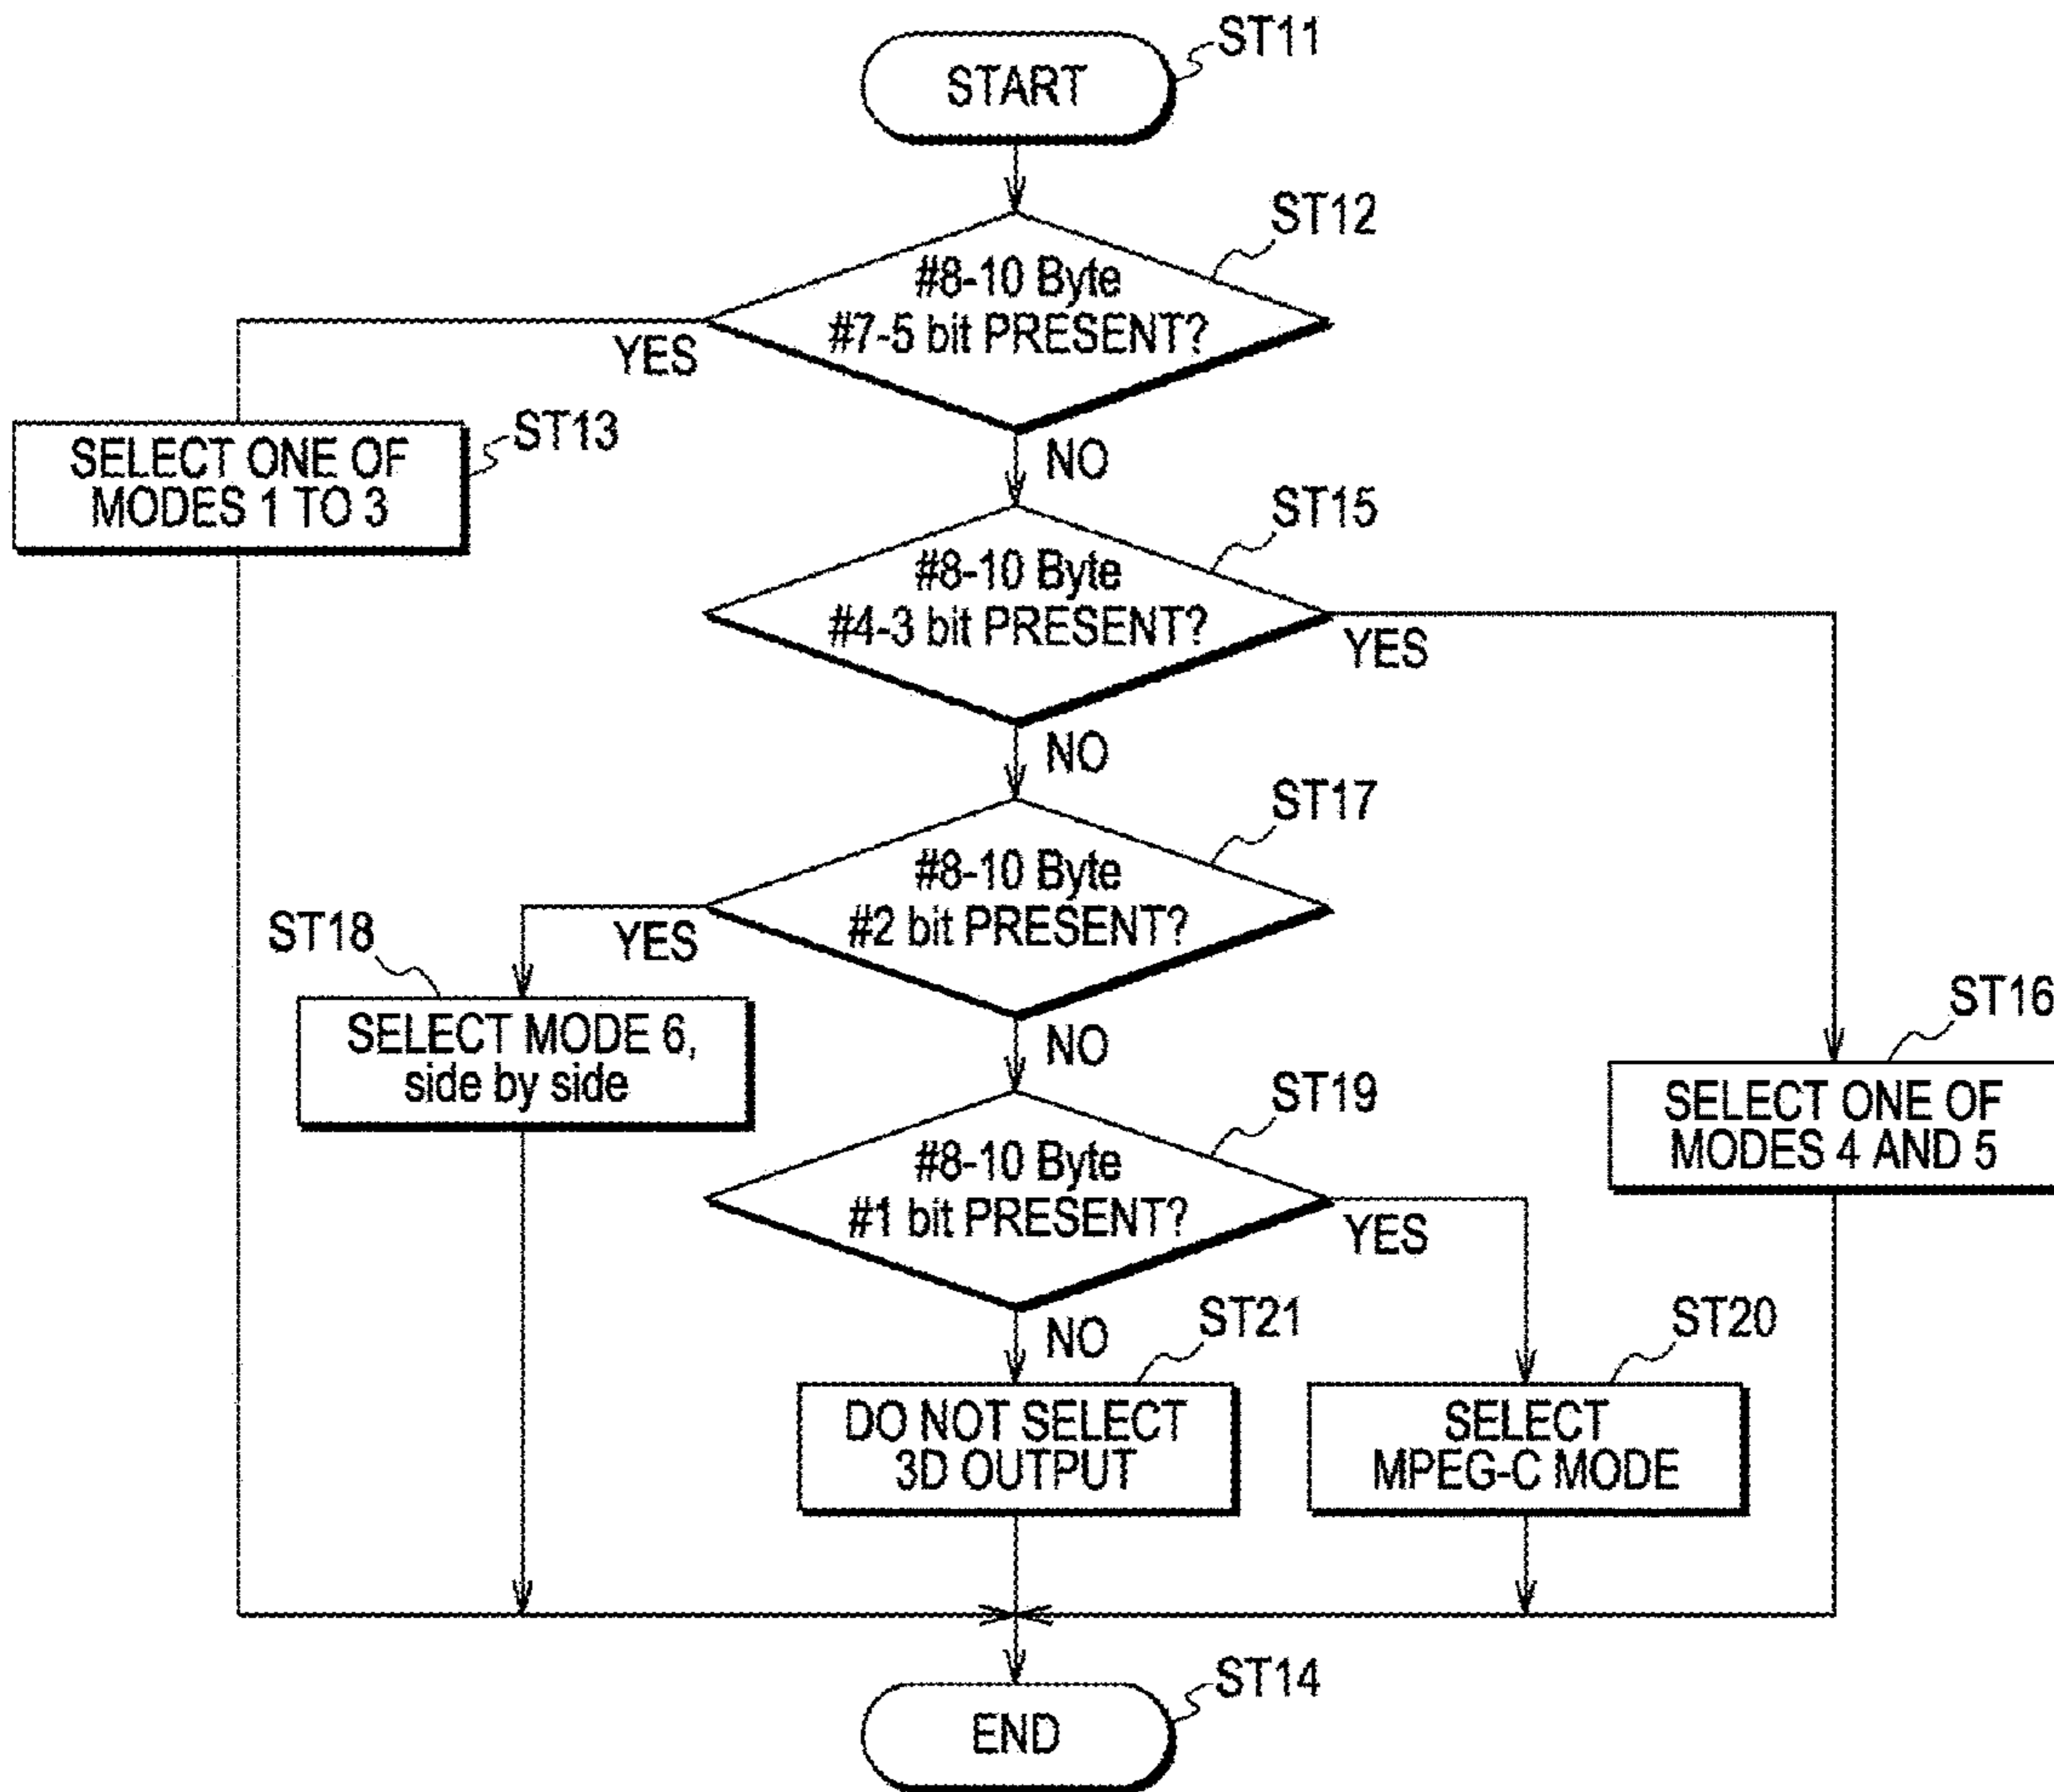 ST11
START
ST12
#8-10 Byte
#7-5 bit PRESENT?
YES
NO
ST13
SELECT ONE OF
MODES 1 TO 3
ST15
#8-10 Byte
#4-3 bit PRESENT?
YES
NO
ST17
#8-10 Byte
#2 bit PRESENT?
YES
NO
ST18
SELECT MODE 6,
side by side
ST16
SELECT ONE OF
MODES 4 AND 5
ST19
#8-10 Byte
#1 bit PRESENT?
YES
NO
ST21
DO NOT SELECT
3D OUTPUT
ST20
SELECT
MPEG-C MODE
ST14
END